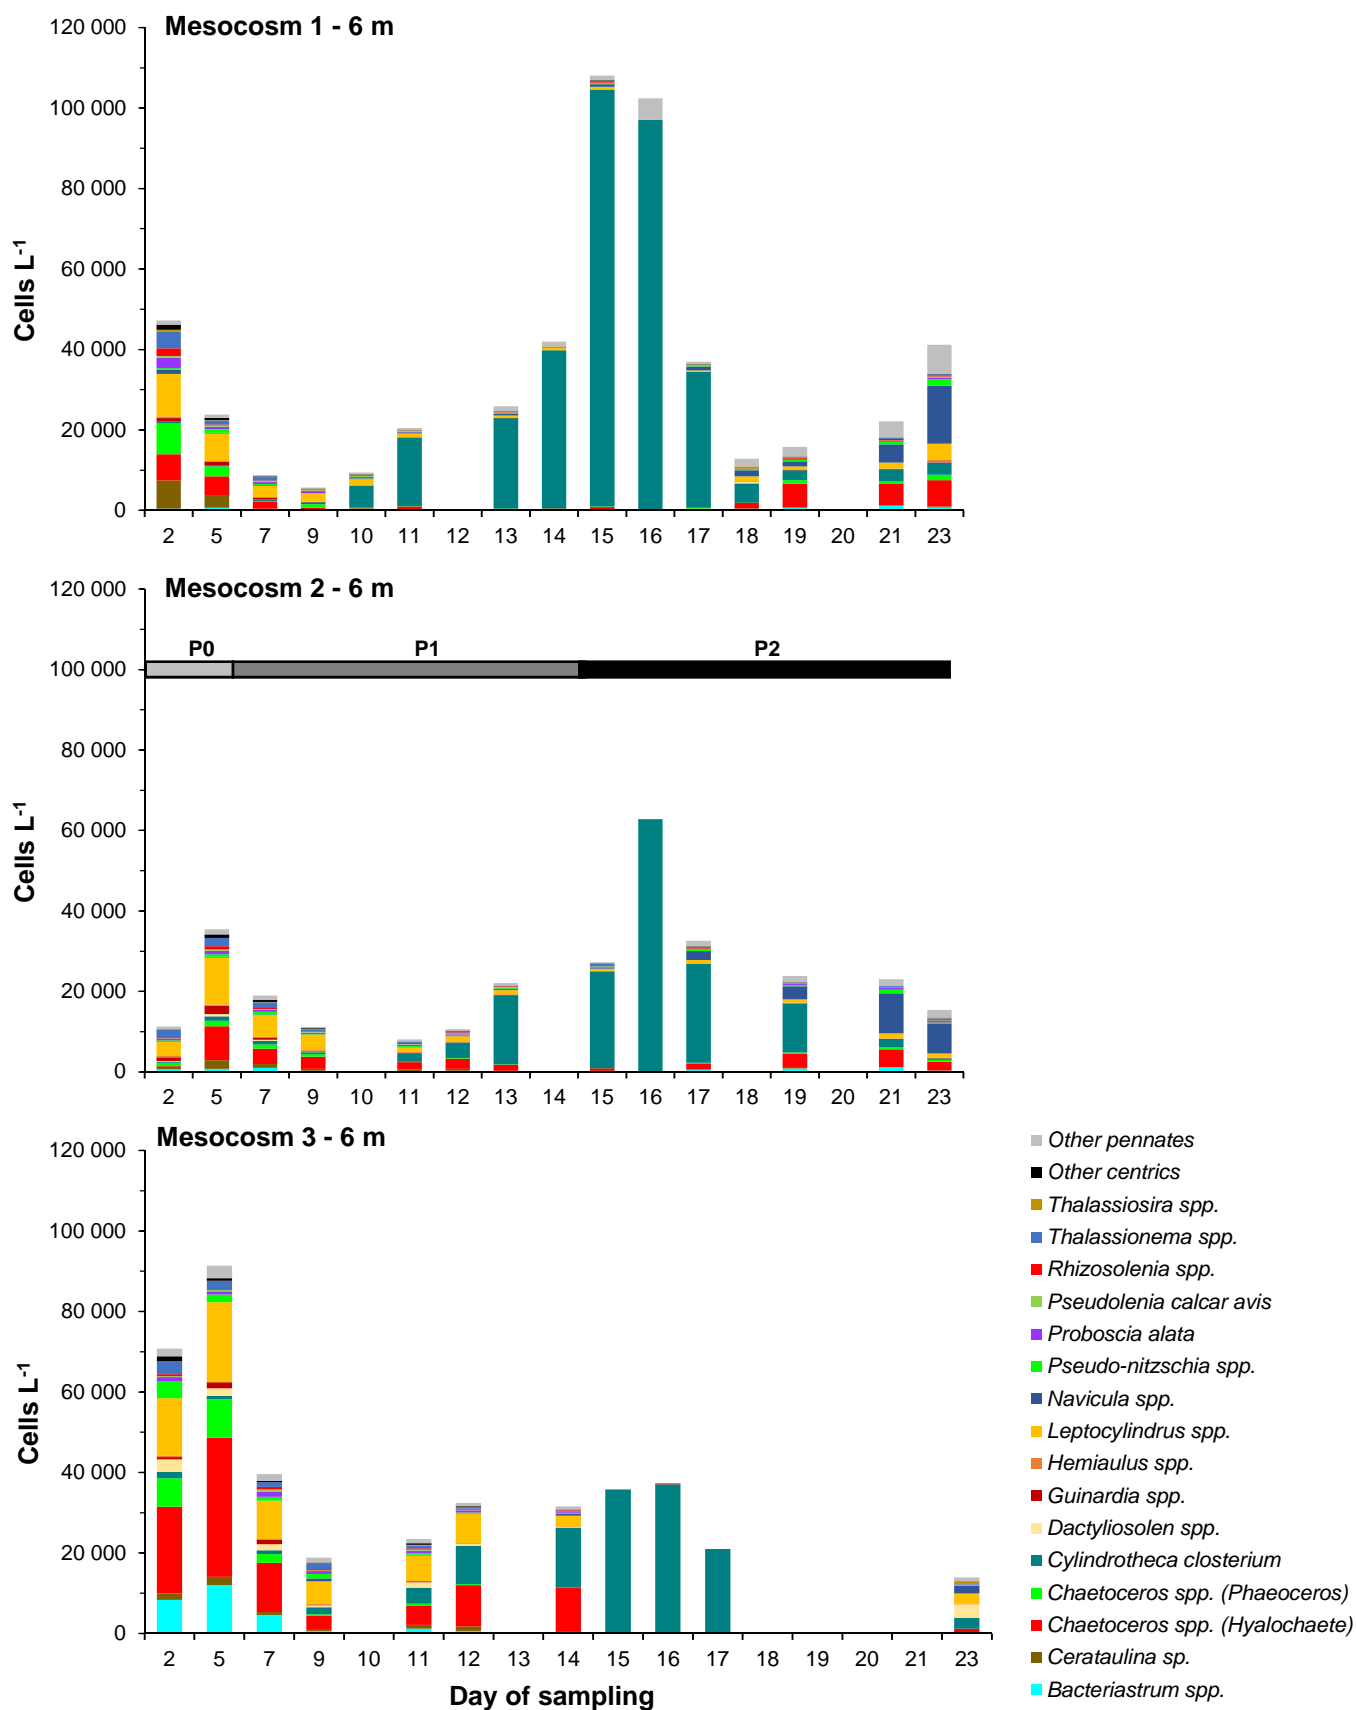 Mesocosm 1 - 6 m
120 000
100 000
80 000
60 000
40 000
20 000
0
Cells L-1
2 5 7 9 10 11 12 13 14 15 16 17 18 19 20 21 23
Mesocosm 2 - 6 m
120 000
100 000
80 000
60 000
40 000
20 000
0
Cells L-1
P0 P1 P2
2 5 7 9 10 11 12 13 14 15 16 17 18 19 20 21 23
Mesocosm 3 - 6 m
120 000
100 000
80 000
60 000
40 000
20 000
0
Cells L-1
2 5 7 9 10 11 12 13 14 15 16 17 18 19 20 21 23
Day of sampling
Other pennates
Other centrics
Thalassiosira spp.
Thalassionema spp.
Rhizosolenia spp.
Pseudolenia calcar avis
Proboscia alata
Pseudo-nitzschia spp.
Navicula spp.
Leptocylindrus spp.
Hemiaulus spp.
Guinardia spp.
Dactyliosolen spp.
Cylindrotheca closterium
Chaetoceros spp. (Phaeoceros)
Chaetoceros spp. (Hyalochaete)
Cerataulina sp.
Bacteriastrum spp.